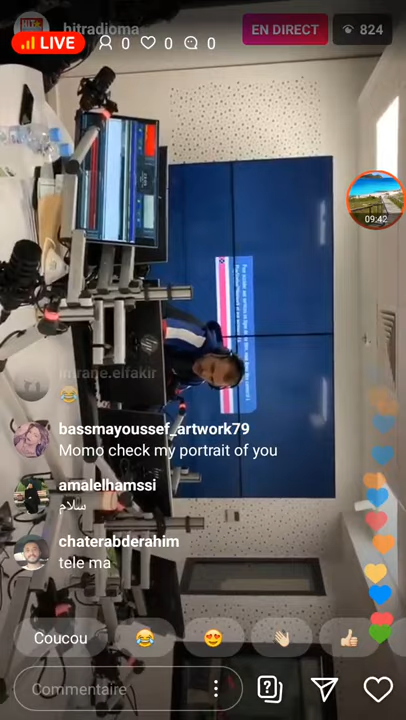 HIT
hitradioma
EN DIRECT
824
LIVE
0
0
0
09:42
imrane.elfakir
😂
bassmayoussef_artwork79
Momo check my portrait of you
amalelhamssi
سلام
chaterabderahim
tele ma
Coucou
😂
😍
👏🏻
👍🏻
Commentaire